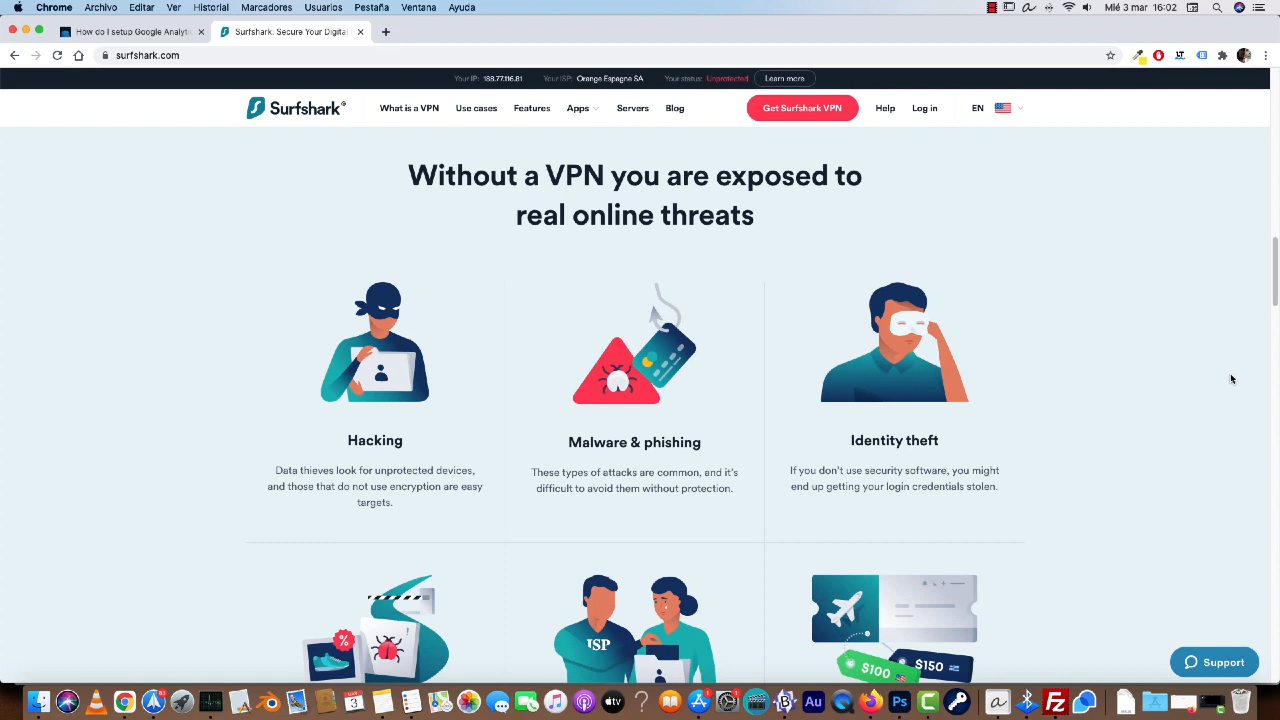 Chrome Archivo Editar Ver Historial Marcadores Usuarios Pestaña Ventana Ayuda
Mié 3 mar 16:02
How do I setup Google Analytic
Surfshark: Secure Your Digital
surfshark.com
Your IP: 188.77.116.81 Your ISP: Orange Espagne SA Your status: Unprotected Learn more
Surfshark
What is a VPN Use cases Features Apps Servers Blog Get Surfshark VPN Help Log in EN
Without a VPN you are exposed to
real online threats
Hacking
Data thieves look for unprotected devices,
and those that do not use encryption are easy
targets.
Malware & phishing
These types of attacks are common, and it's
difficult to avoid them without protection.
Identity theft
If you don't use security software, you might
end up getting your login credentials stolen.
%
ISP
$100
$150
Support